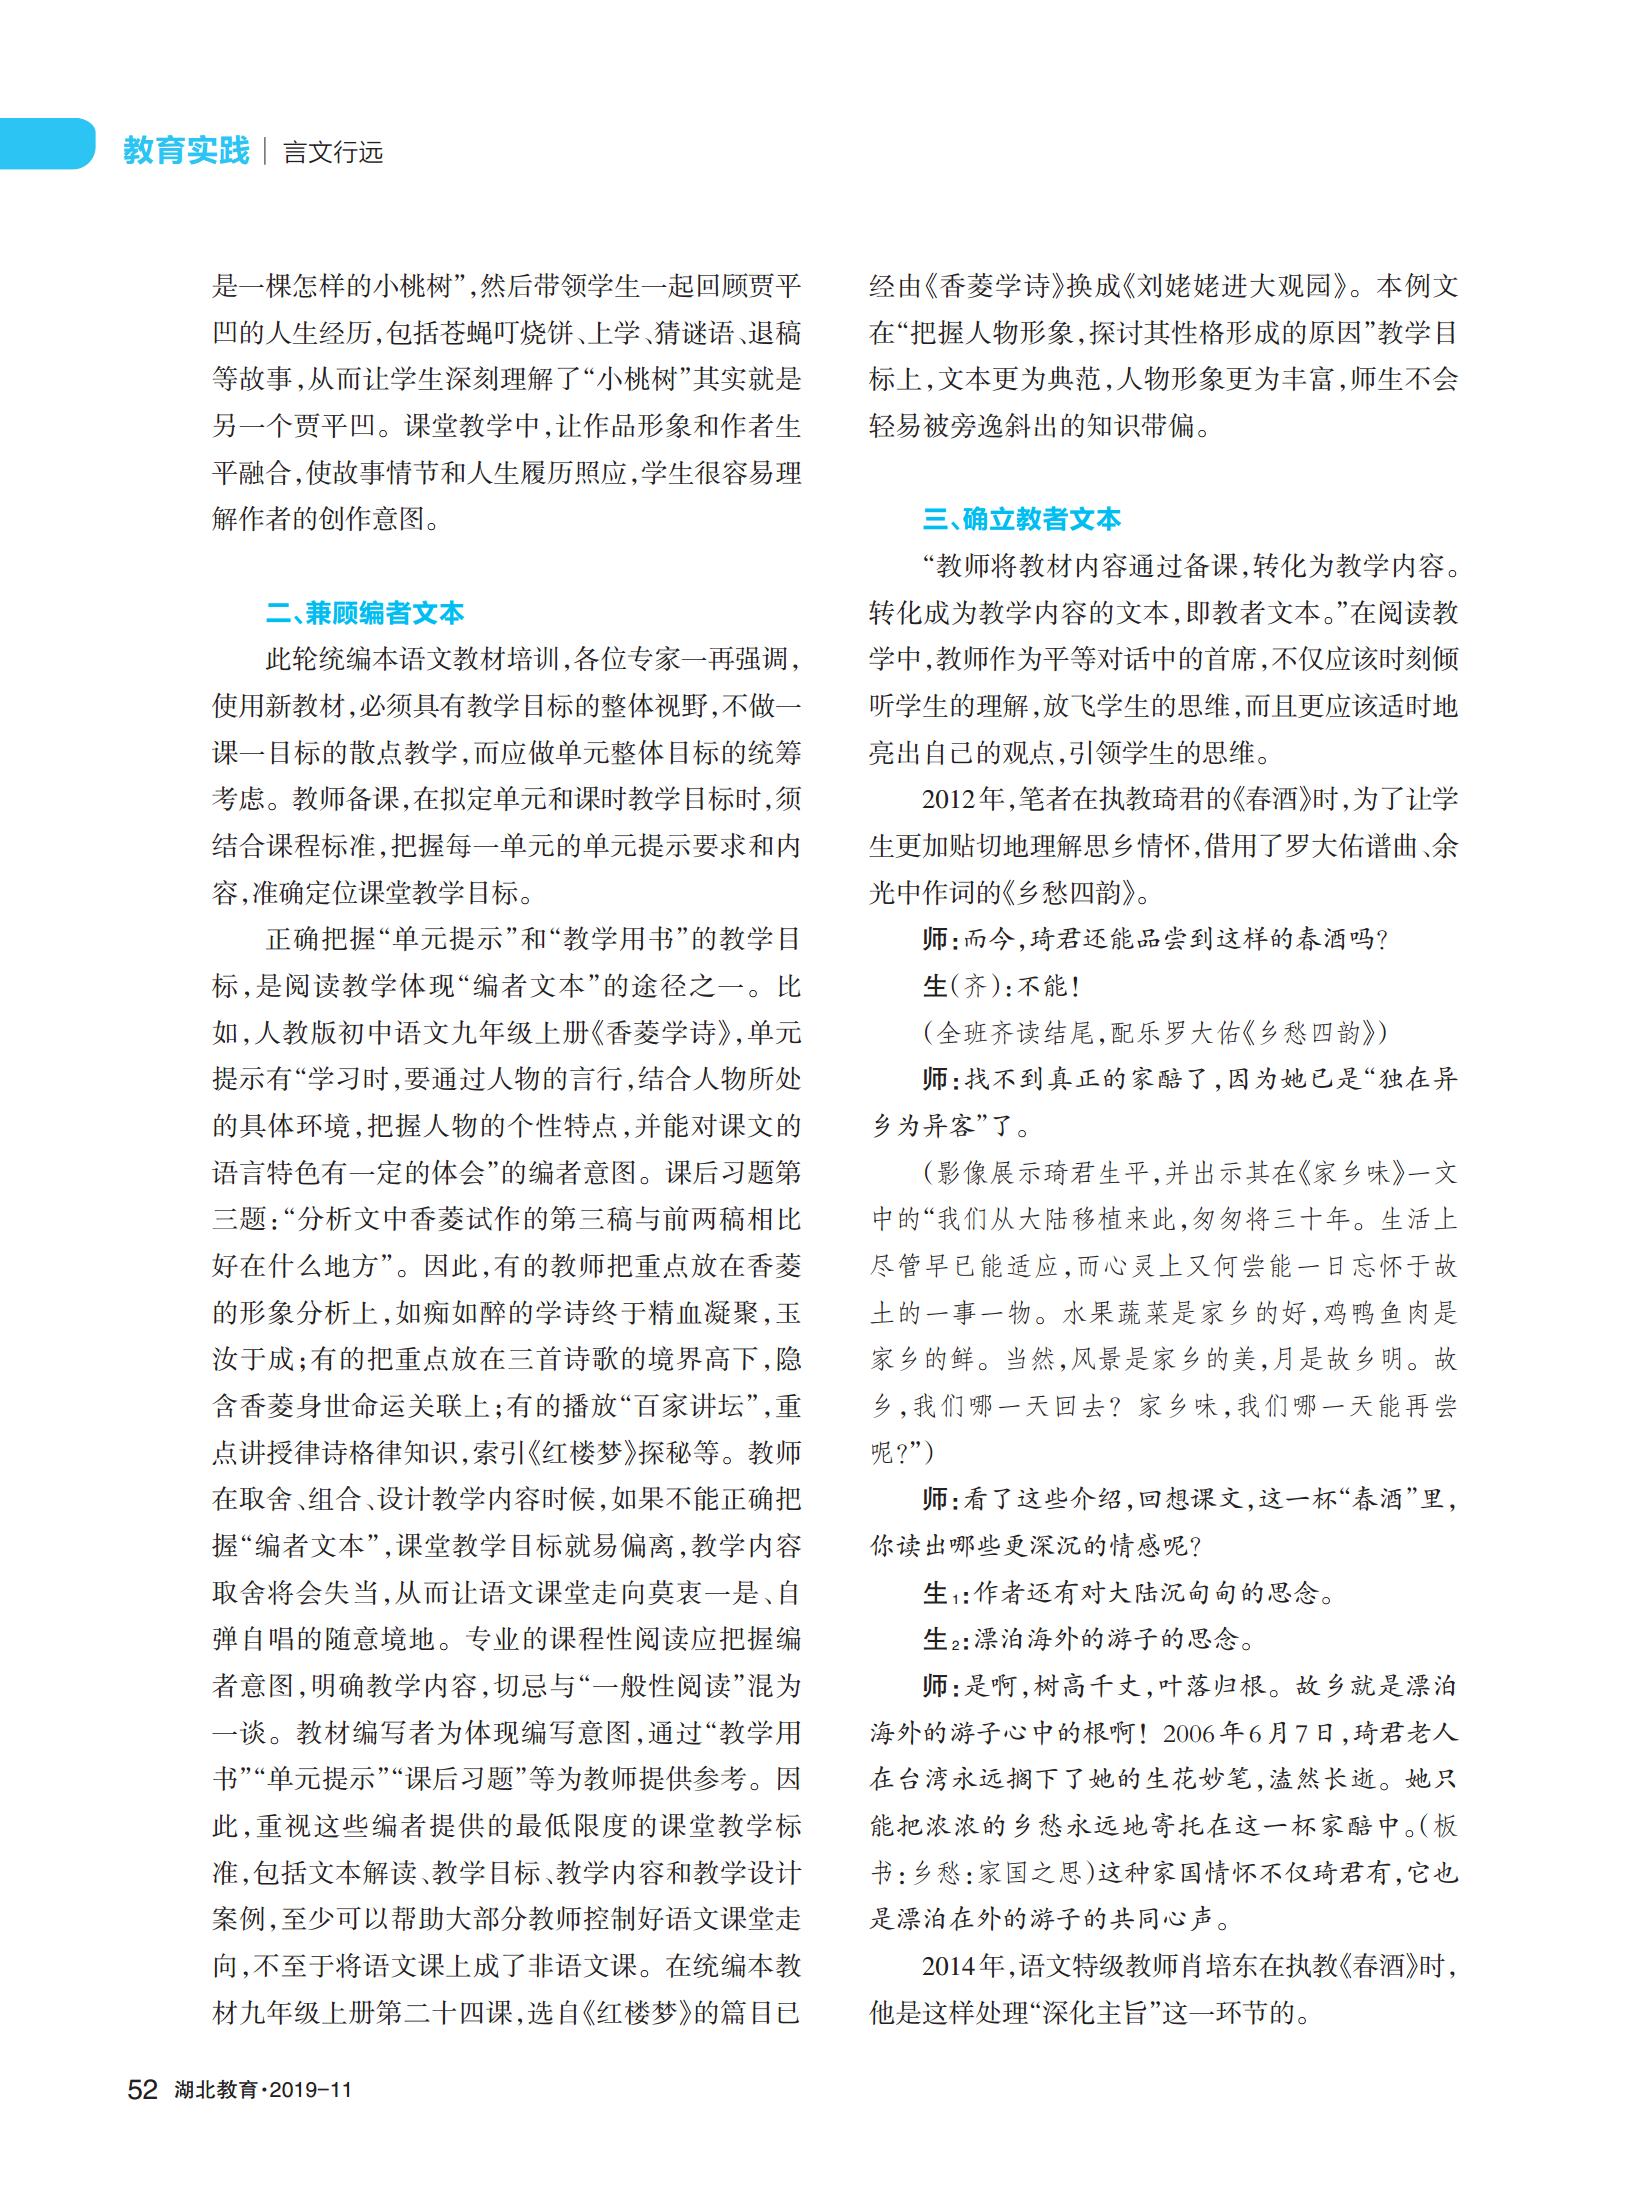 教育实践｜言文行远
是一棵怎样的小桃树”,然后带领学生一起回顾贾平
凹的人生经历,包括苍蝇叮烧饼、上学、猜谜语、退稿
等故事,从而让学生深刻理解了“小桃树”其实就是
另一个贾平凹。课堂教学中,让作品形象和作者生
平融合,使故事情节和人生履历照应,学生很容易理
解作者的创作意图。
二、兼顾编者文本
此轮统编本语文教材培训,各位专家一再强调,
使用新教材,必须具有教学目标的整体视野,不做一
课一目标的散点教学,而应做单元整体目标的统筹
考虑。教师备课,在拟定单元和课时教学目标时,须
结合课程标准,把握每一单元的单元提示要求和内
容,准确定位课堂教学目标。
正确把握“单元提示”和“教学用书”的教学目
标,是阅读教学体现“编者文本”的途径之一。比
如,人教版初中语文九年级上册《香菱学诗》,单元
提示有“学习时,要通过人物的言行,结合人物所处
的具体环境,把握人物的个性特点,并能对课文的
语言特色有一定的体会”的编者意图。课后习题第
三题:“分析文中香菱试作的第三稿与前两稿相比
好在什么地方”。因此,有的教师把重点放在香菱
的形象分析上,如痴如醉的学诗终于精血凝聚,玉
汝于成;有的把重点放在三首诗歌的境界高下,隐
含香菱身世命运关联上;有的播放“百家讲坛”,重
点讲授律诗格律知识,索引《红楼梦》探秘等。教师
在取舍、组合、设计教学内容时候,如果不能正确把
握“编者文本”,课堂教学目标就易偏离,教学内容
取舍将会失当,从而让语文课堂走向莫衷一是、自
弹自唱的随意境地。专业的课程性阅读应把握编
者意图,明确教学内容,切忌与“一般性阅读”混为
一谈。教材编写者为体现编写意图,通过“教学用
书”“单元提示”“课后习题”等为教师提供参考。因
此,重视这些编者提供的最低限度的课堂教学标
准,包括文本解读、教学目标、教学内容和教学设计
案例,至少可以帮助大部分教师控制好语文课堂走
向,不至于将语文课上成了非语文课。在统编本教
材九年级上册第二十四课,选自《红楼梦》的篇目已
经由《香菱学诗》换成《刘姥姥进大观园》。本例文
在“把握人物形象,探讨其性格形成的原因”教学目
标上,文本更为典范,人物形象更为丰富,师生不会
轻易被旁逸斜出的知识带偏。
三、确立教者文本
“教师将教材内容通过备课,转化为教学内容。
转化成为教学内容的文本,即教者文本。”在阅读教
学中,教师作为平等对话中的首席,不仅应该时刻倾
听学生的理解,放飞学生的思维,而且更应该适时地
亮出自己的观点,引领学生的思维。
2012年,笔者在执教琦君的《春酒》时,为了让学
生更加贴切地理解思乡情怀,借用了罗大佑谱曲、余
光中作词的《乡愁四韵》。
师:而今,琦君还能品尝到这样的春酒吗?
生(齐):不能!
(全班齐读结尾,配乐罗大佑《乡愁四韵》)
师:找不到真正的家醅了,因为她已是“独在异
乡为异客”了。
(影像展示琦君生平,并出示其在《家乡味》一文
中的“我们从大陆移植来此,匆匆将三十年。生活上
尽管早已能适应,而心灵上又何尝能一日忘怀于故
土的一事一物。水果蔬菜是家乡的好,鸡鸭鱼肉是
家乡的鲜。当然,风景是家乡的美,月是故乡明。故
乡,我们哪一天回去?家乡味,我们哪一天能再尝
呢?”)
师:看了这些介绍,回想课文,这一杯“春酒”里,
你读出哪些更深沉的情感呢?
生1:作者还有对大陆沉甸甸的思念。
生2:漂泊海外的游子的思念。
师:是啊,树高千丈,叶落归根。故乡就是漂泊
海外的游子心中的根啊!2006年6月7日,琦君老人
在台湾永远搁下了她的生花妙笔,溘然长逝。她只
能把浓浓的乡愁永远地寄托在这一杯家醅中。(板
书:乡愁:家国之思)这种家国情怀不仅琦君有,它也
是漂泊在外的游子的共同心声。
2014年,语文特级教师肖培东在执教《春酒》时,
他是这样处理“深化主旨”这一环节的。
52 湖北教育·2019-11